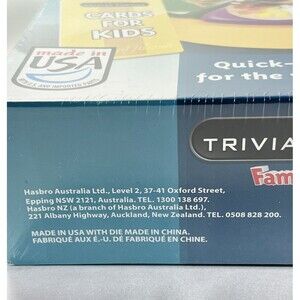 CARDS
FOR
KIDS
made in
USA
Quick-
for the
TRIVIA
Fam
Hasbro Australia Ltd., Level 2, 37-41 Oxford Street,
Epping NSW 2121, Australia. TEL. 1300 138 697.
Hasbro NZ (a branch of Hasbro Australia Ltd.),
221 Albany Highway, Auckland, New Zealand. TEL. 0508 828 200.
MADE IN USA WITH DIE MADE IN CHINA.
FABRIQUÉ AUX É.-U. DÉ FABRIQUÉ EN CHINE.